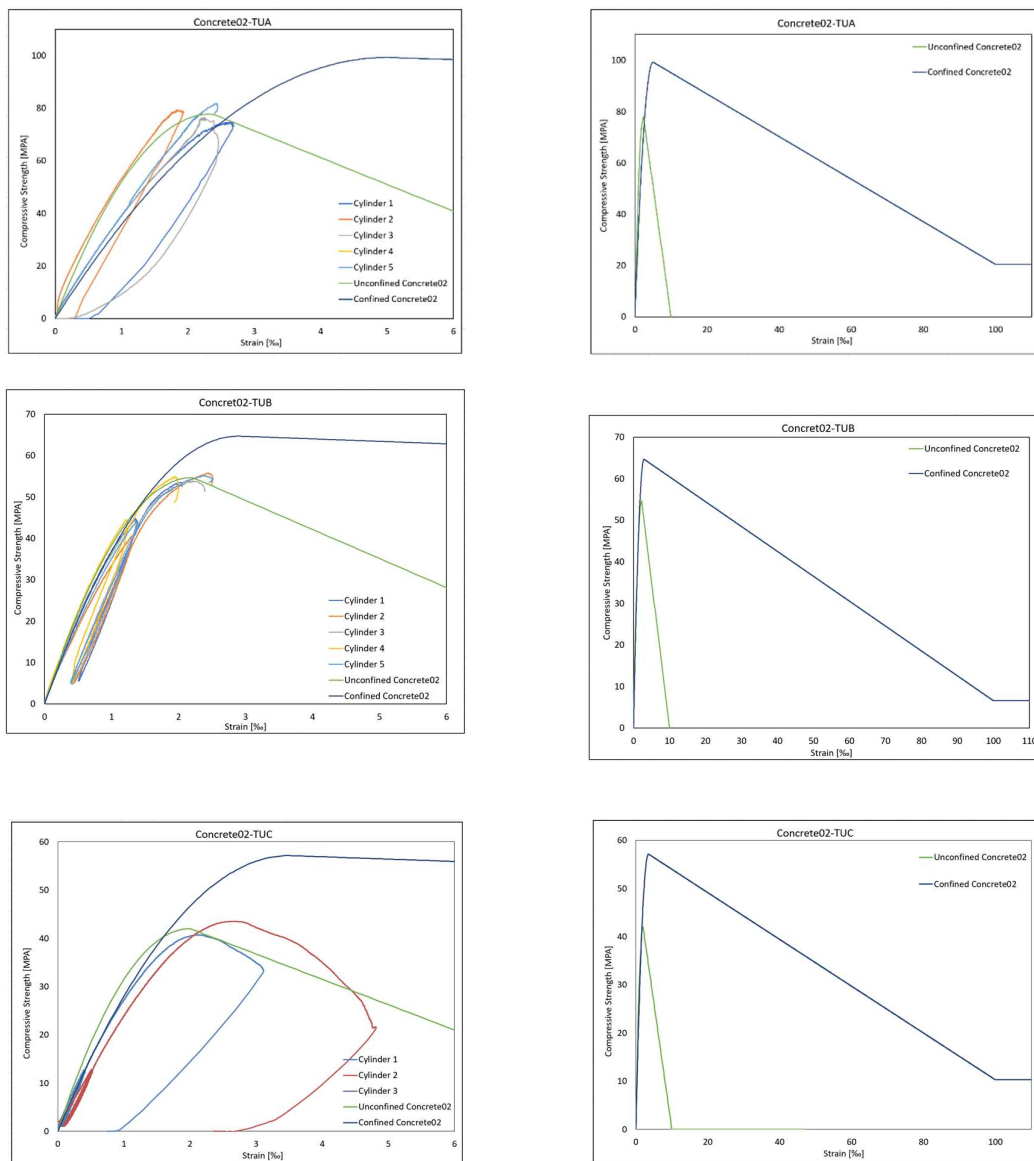 Concrete02-TUA
Compressive Strength [MPA]
100
80
60
40
20
0
0 1 2 3 4 5 6
Strain [‰]
Cylinder 1
Cylinder 2
Cylinder 3
Cylinder 4
Cylinder 5
Unconfined Concrete02
Confined Concrete02
Concrete02-TUA
Compressive Strength [MPA]
100
80
60
40
20
0
0 20 40 60 80 100
Strain [‰]
Unconfined Concrete02
Confined Concrete02
Concret02-TUB
Compressive Strength [MPA]
70
60
50
40
30
20
10
0
0 1 2 3 4 5 6
Strain [‰]
Cylinder 1
Cylinder 2
Cylinder 3
Cylinder 4
Cylinder 5
Unconfined Concrete02
Confined Concrete02
Concret02-TUB
Compressive Strength [MPA]
70
60
50
40
30
20
10
0
0 10 20 30 40 50 60 70 80 90 100 110
Strain [‰]
Unconfined Concrete02
Confined Concrete02
Concrete02-TUC
Compressive Strength [MPA]
60
50
40
30
20
10
0
0 1 2 3 4 5 6
Strain [‰]
Cylinder 1
Cylinder 2
Cylinder 3
Unconfined Concrete02
Confined Concrete02
Concrete02-TUC
Compressive Strength [MPA]
60
50
40
30
20
10
0
0 20 40 60 80 100
Strain [‰]
Unconfined Concrete02
Confined Concrete02